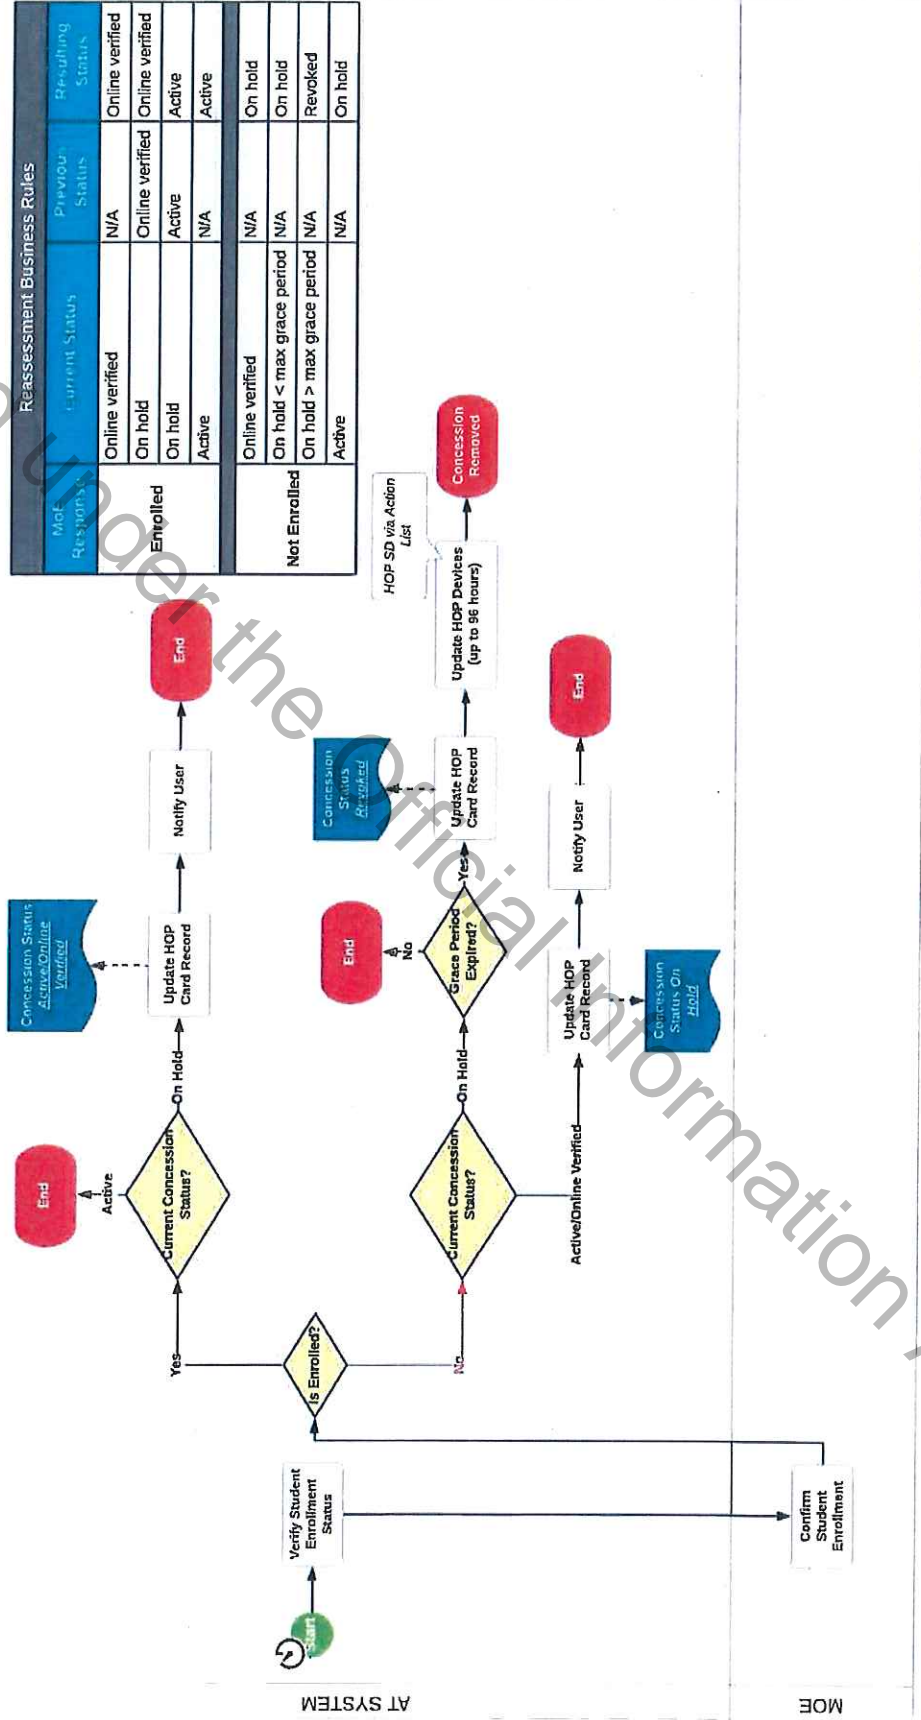 AT SYSTEM
MOE
Start
Verify Student
Enrollment
Status
Confirm
Student
Enrollment
Is Enrolled?
Yes
No
Current Concession
Status?
Active
End
On Hold
Update HOP
Card Record
Concession Status
Active/Online
Verified
Notify User
End
Current Concession
Status?
On Hold
Grace Period
Expired?
No
End
Yes
Update HOP
Card Record
Concession
Status
Revoked
Update HOP Devices
(up to 96 hours)
HOP SD via Action
List
Concession
Removed
Active/Online Verified
Update HOP
Card Record
Concession
Status On
Hold
Notify User
End
Reassessment Business Rules
MoE Response Current Status Previous Status Resulting Status
Enrolled
Online verified N/A Online verified
On hold Online verified Online verified
On hold Active Active
Active N/A Active
Not Enrolled
Online verified N/A On hold
On hold < max grace period N/A On hold
On hold > max grace period N/A Revoked
Active N/A On hold
under the Official Information